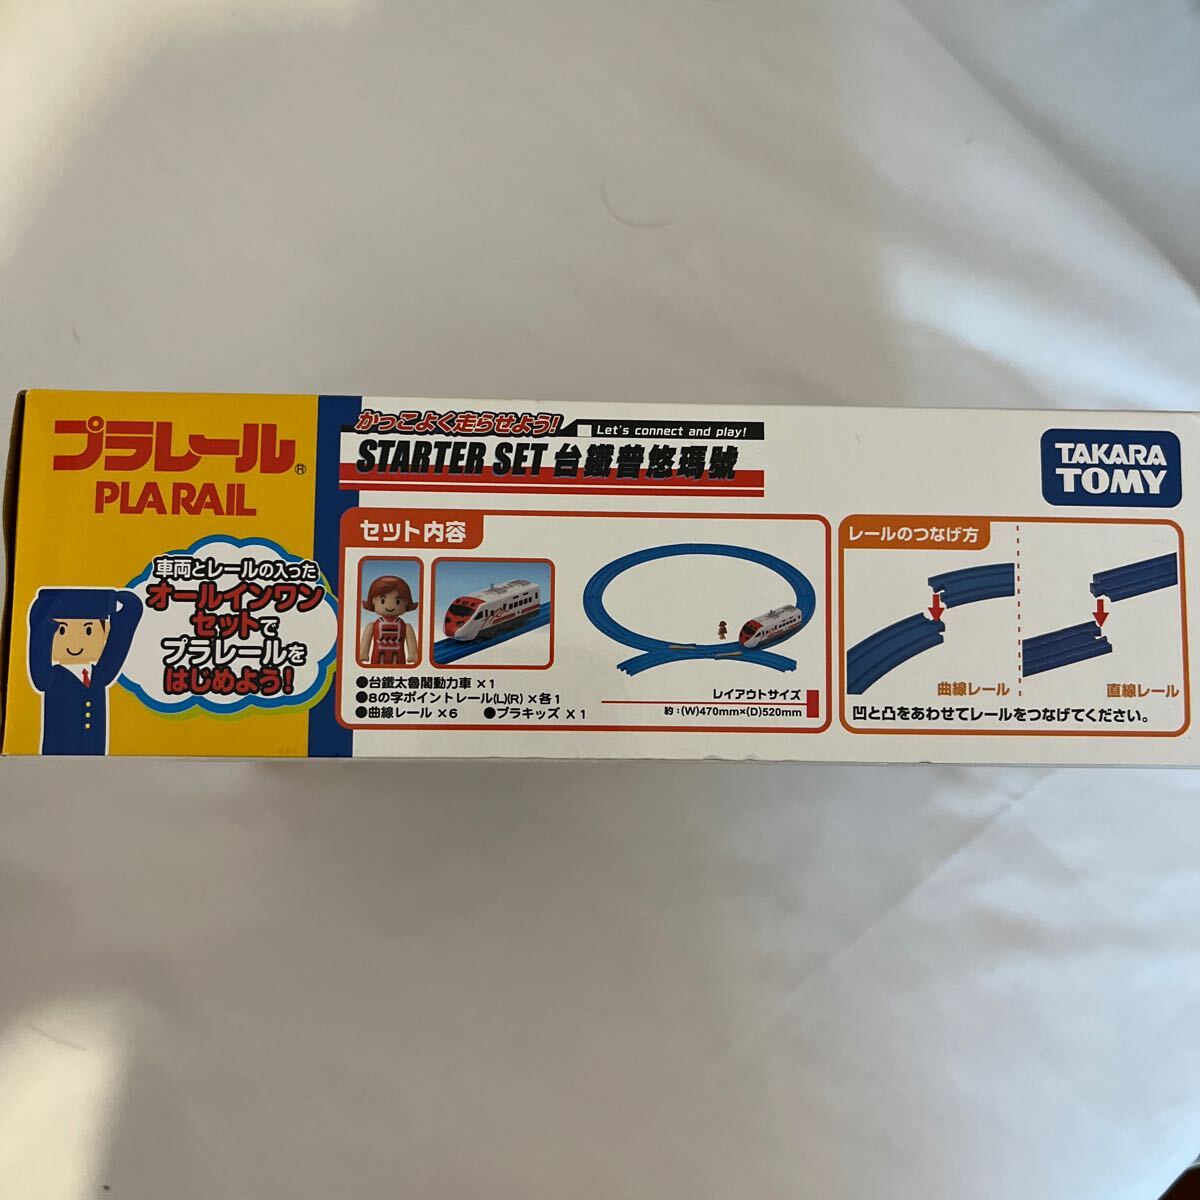 プラレール®
PLARAIL
車両とレールの入った
オールインワン
セットで
プラレールを
はじめよう!
かっこよく走らせよう!
Let's connect and play!
STARTER SET 台鐵普悠瑪號
セット内容
●台鐵太魯閣動力車 ×1
●8の字ポイントレール(L)(R) ×各1
●曲線レール ×6 ●プラキッズ ×1
レイアウトサイズ
約:(W)470mm×(D)520mm
TAKARA
TOMY
レールのつなげ方
曲線レール
直線レール
凹と凸をあわせてレールをつなげてください。